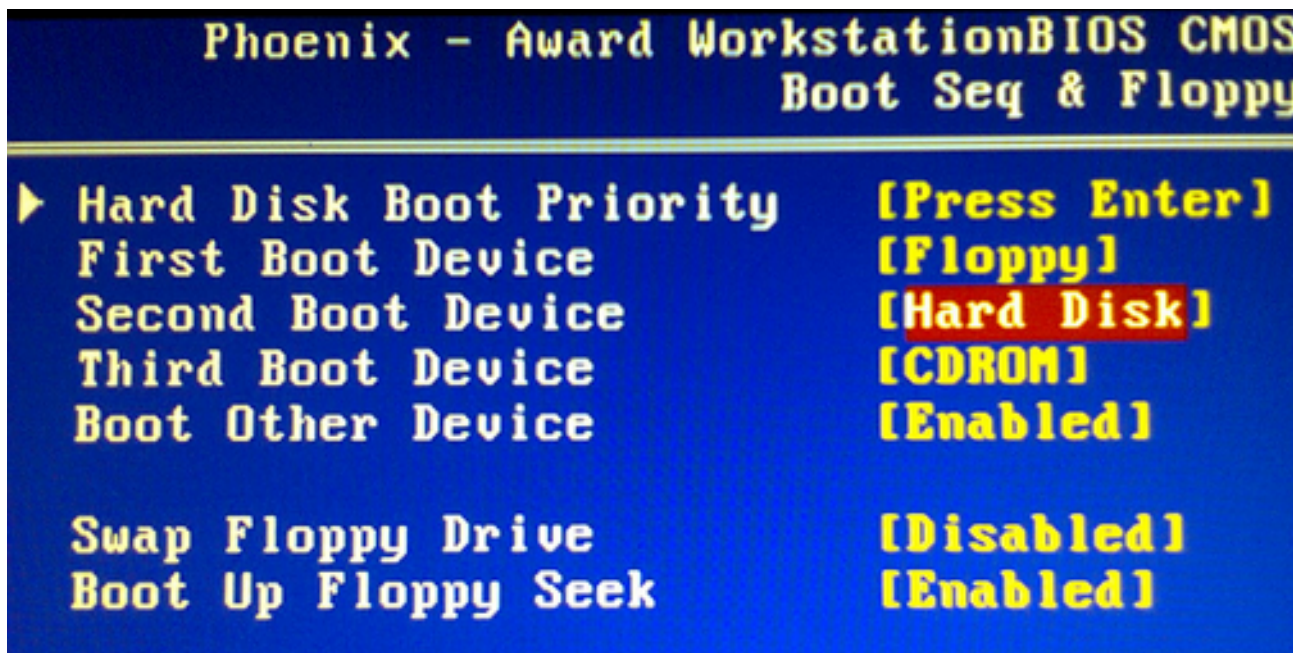 Phoenix - Award WorkstationBIOS CMOS
Boot Seq & Floppy
Hard Disk Boot Priority [Press Enter]
First Boot Device [Floppy]
Second Boot Device [Hard Disk]
Third Boot Device [CDROM]
Boot Other Device [Enabled]
Swap Floppy Drive [Disabled]
Boot Up Floppy Seek [Enabled]